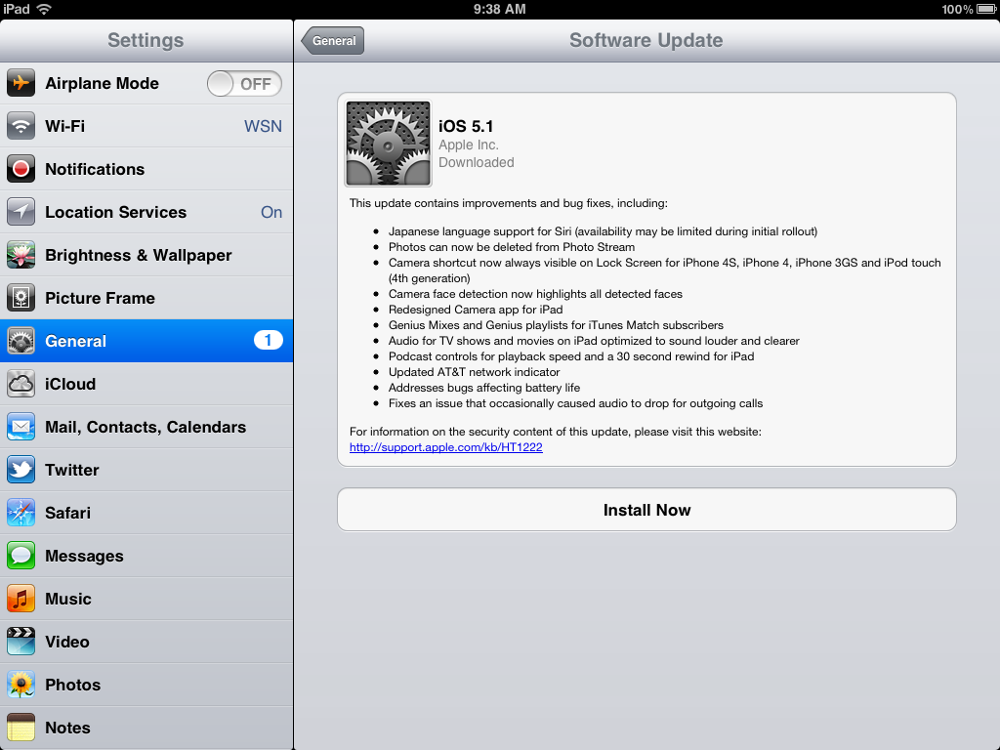 iPad 9:38 AM 100%
Settings
General
Software Update
Airplane Mode OFF
Wi-Fi WSN
Notifications
Location Services On
Brightness & Wallpaper
Picture Frame
General 1
iCloud
Mail, Contacts, Calendars
Twitter
Safari
Messages
Music
Video
Photos
Notes
iOS 5.1
Apple Inc.
Downloaded
This update contains improvements and bug fixes, including:
• Japanese language support for Siri (availability may be limited during initial rollout)
• Photos can now be deleted from Photo Stream
• Camera shortcut now always visible on Lock Screen for iPhone 4S, iPhone 4, iPhone 3GS and iPod touch
(4th generation)
• Camera face detection now highlights all detected faces
• Redesigned Camera app for iPad
• Genius Mixes and Genius playlists for iTunes Match subscribers
• Audio for TV shows and movies on iPad optimized to sound louder and clearer
• Podcast controls for playback speed and a 30 second rewind for iPad
• Updated AT&T network indicator
• Addresses bugs affecting battery life
• Fixes an issue that occasionally caused audio to drop for outgoing calls
For information on the security content of this update, please visit this website:
http://support.apple.com/kb/HT1222
Install Now